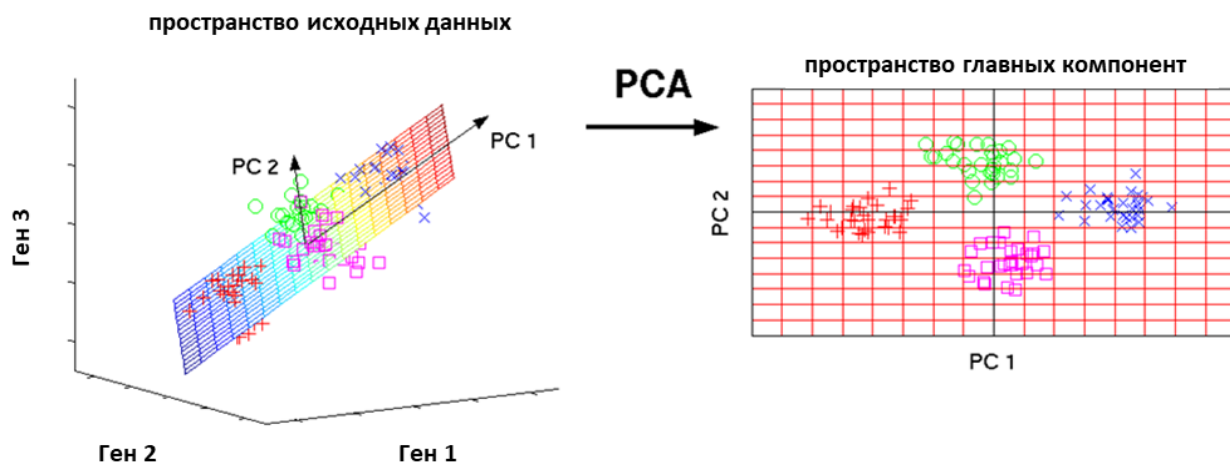 пространство исходных данных
PC 1
PC 2
Ген 3
Ген 2
Ген 1
PCA
пространство главных компонент
PC 2
PC 1